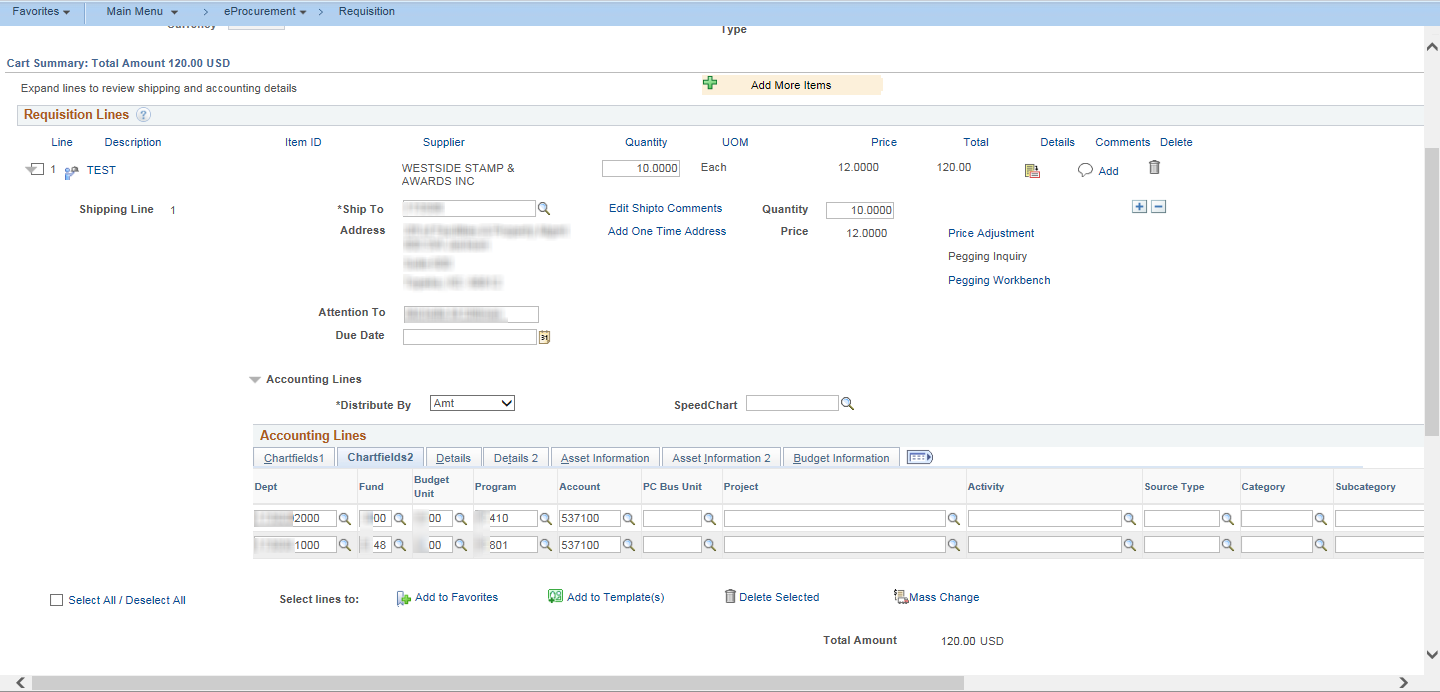 Favorites Main Menu > eProcurement > Requisition
Currency
Type
Cart Summary: Total Amount 120.00 USD
Expand lines to review shipping and accounting details
Add More Items
Requisition Lines ?
Line Description Item ID Supplier Quantity UOM Price Total Details Comments Delete
1 TEST WESTSIDE STAMP & 10.0000 Each 12.0000 120.00 Add
AWARDS INC
Shipping Line 1 *Ship To Edit Shipto Comments Quantity 10.0000
Address Add One Time Address Price 12.0000 Price Adjustment
Pegging Inquiry
Pegging Workbench
Attention To
Due Date 31
Accounting Lines
*Distribute By Amt SpeedChart
Accounting Lines
Chartfields1 Chartfields2 Details Details 2 Asset Information Asset Information 2 Budget Information
Dept Fund Budget Program Account PC Bus Unit Project Activity Source Type Category Subcategory
Unit
2000 00 00 410 537100
1000 48 00 801 537100
Select All / Deselect All Select lines to: Add to Favorites Add to Template(s) Delete Selected Mass Change
Total Amount 120.00 USD